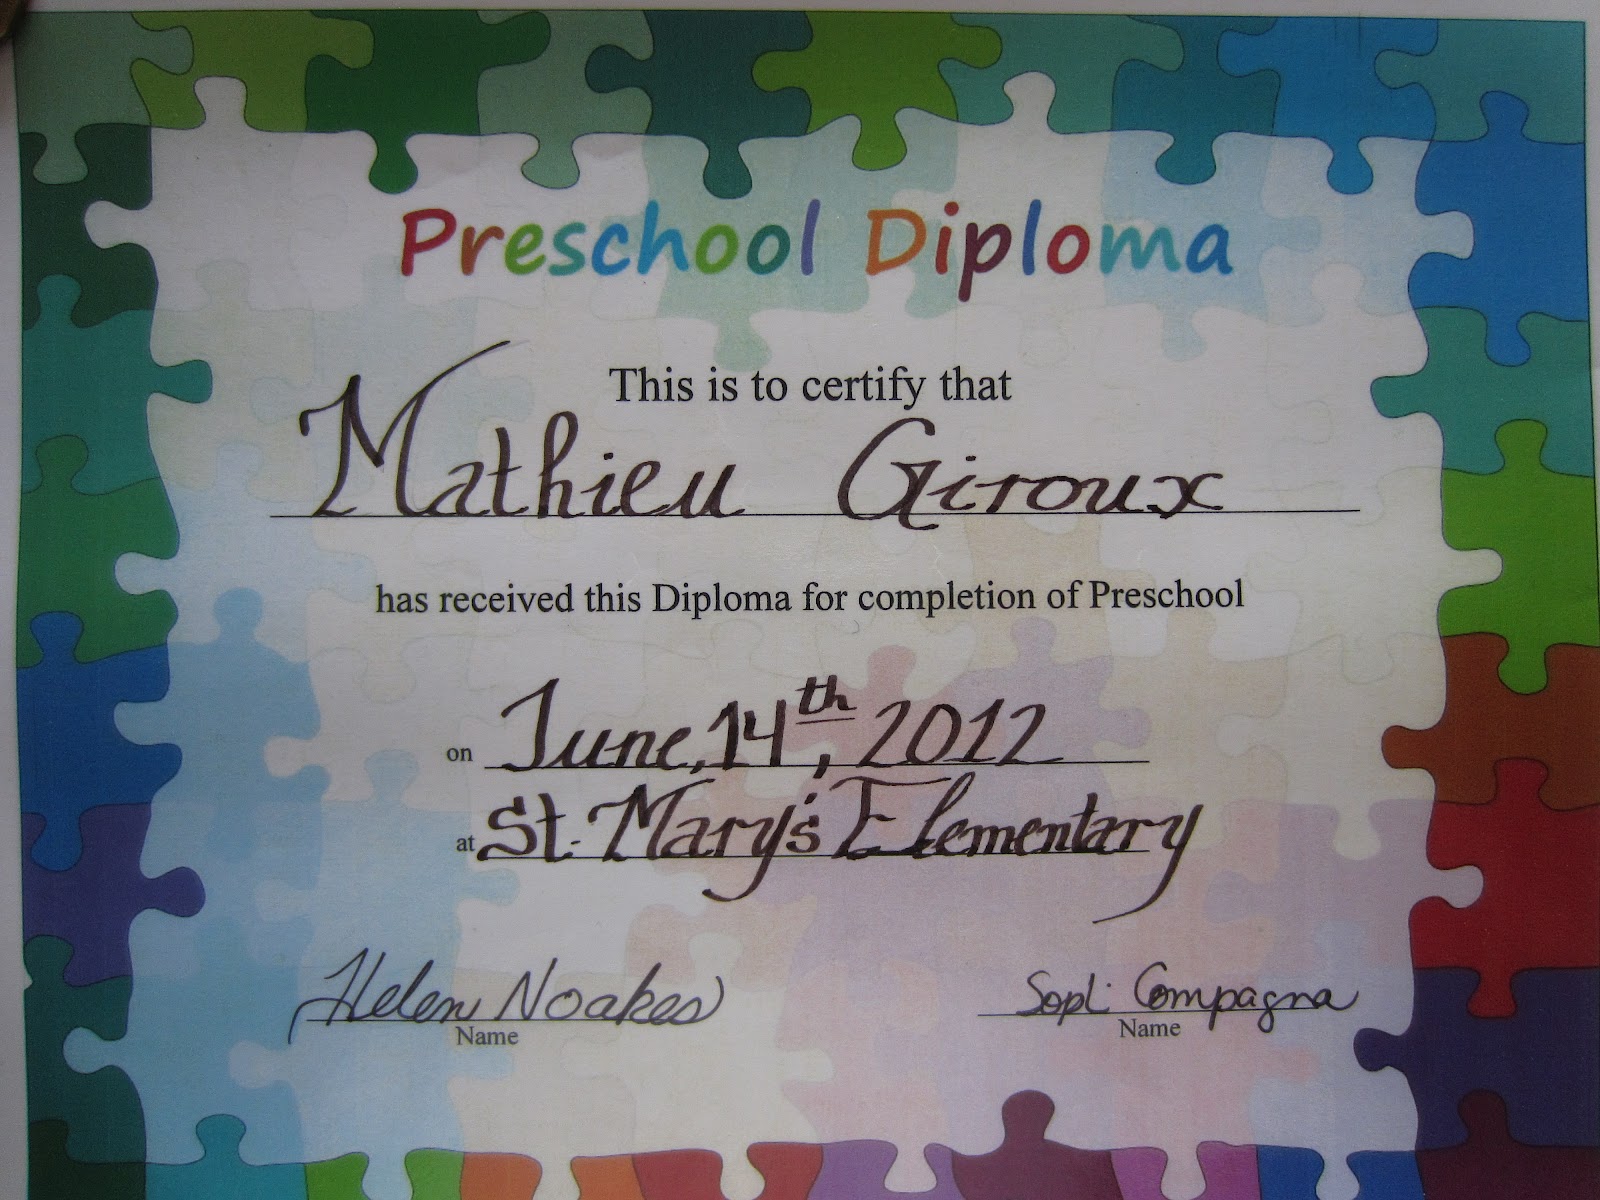 Preschool Diploma
This is to certify that
Mathieu Giroux
has received this Diploma for completion of Preschool
on June, 14th, 2012
at St. Mary's Elementary
Helen Noakes Compagna
Name Name